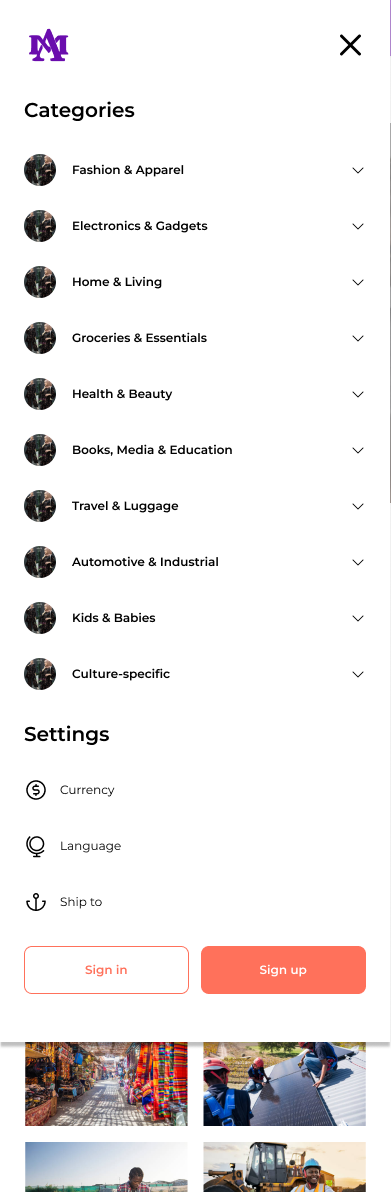 Categories
Fashion & Apparel
Electronics & Gadgets
Home & Living
Groceries & Essentials
Health & Beauty
Books, Media & Education
Travel & Luggage
Automotive & Industrial
Kids & Babies
Culture-specific
Settings
Currency
Language
Ship to
Sign in
Sign up